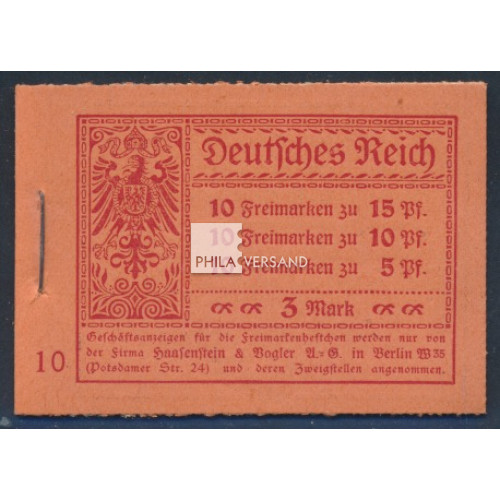 Deutsches Reich
10 Freimarken zu 15 Pf.
10 Freimarken zu 10 Pf.
Freimarken zu 5 Pf.
3 Mark
Geschäftsanzeigen für die Freimarkenheftchen werden nur von
der Firma Haasenstein & Vogler A.=G. in Berlin W35
(Potsdamer Str. 24) und deren Zweigstellen angenommen.
10
PHILA VERSAND